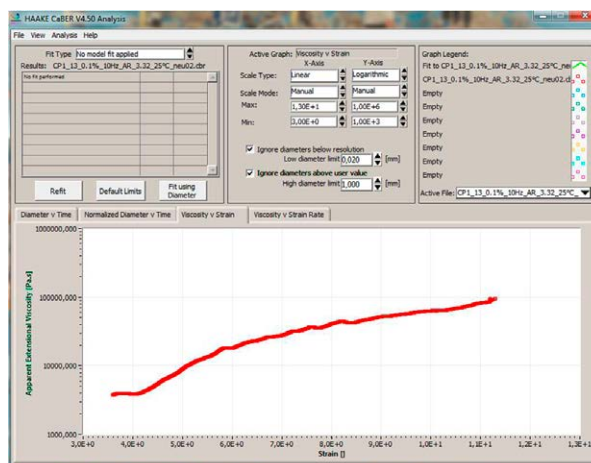 HAAKE CaBER V4.50 Analysis
File View Analysis Help
Fit Type No model fit applied
Results: CP1_13_0.1%_10Hz_AR_3.32_25°C_neu02.cbr
No fit performed
Refit
Default Limits
Fit using Diameter
Active Graph: Viscosity v Strain
X-Axis Y-Axis
Scale Type: Linear Logarithmic
Scale Mode: Manual Manual
Max: 1,30E+1 1,00E+6
Min: 3,00E+0 1,00E+3
Ignore diameters below resolution
Low diameter limit 0,020 [mm]
Ignore diameters above user value
High diameter limit 1,000 [mm]
Graph Legend:
Fit to CP1_13_0.1%_10Hz_AR_3.32_25°C_neu
CP1_13_0.1%_10Hz_AR_3.32_25°C_neu02.cl
Empty
Empty
Empty
Empty
Empty
Empty
Active File: CP1_13_0.1%_10Hz_AR_3.32_25°C_
Diameter v Time Normalized Diameter v Time Viscosity v Strain Viscosity v Strain Rate
Apparent Extensional Viscosity [Pa.s]
1000000,000
100000,000
10000,000
1000,000
3,0E+0 4,0E+0 5,0E+0 6,0E+0 7,0E+0 8,0E+0 9,0E+0 1,0E+1 1,1E+1 1,2E+1 1,3E+1
Strain []